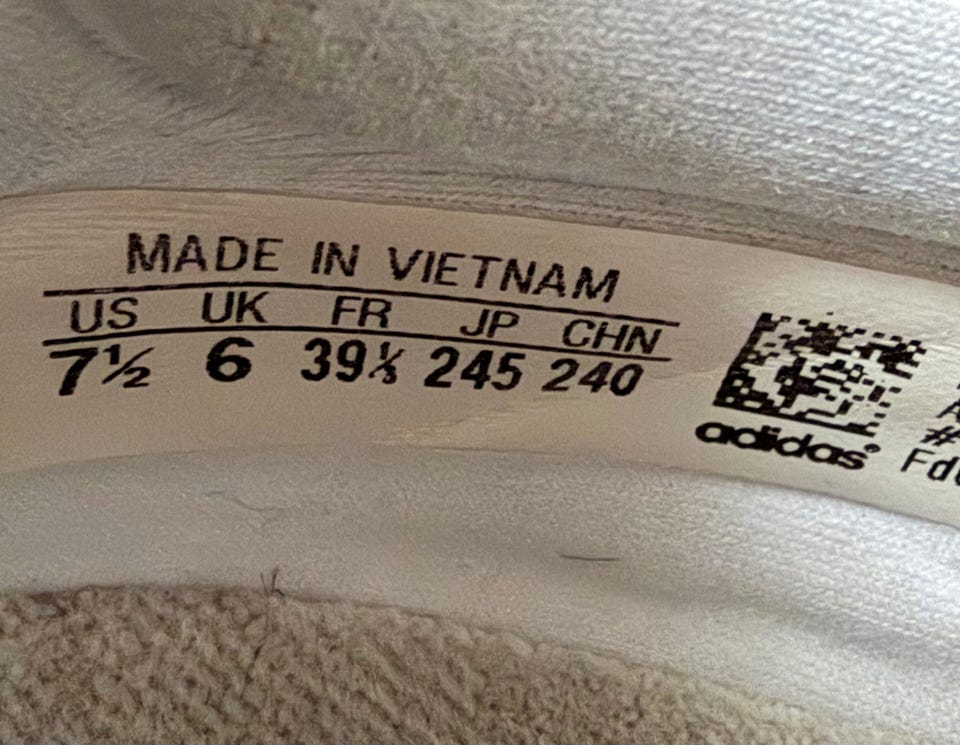 MADE IN VIETNAM
US UK FR JP CHN
7½ 6 39⅓ 245 240
adidas
#